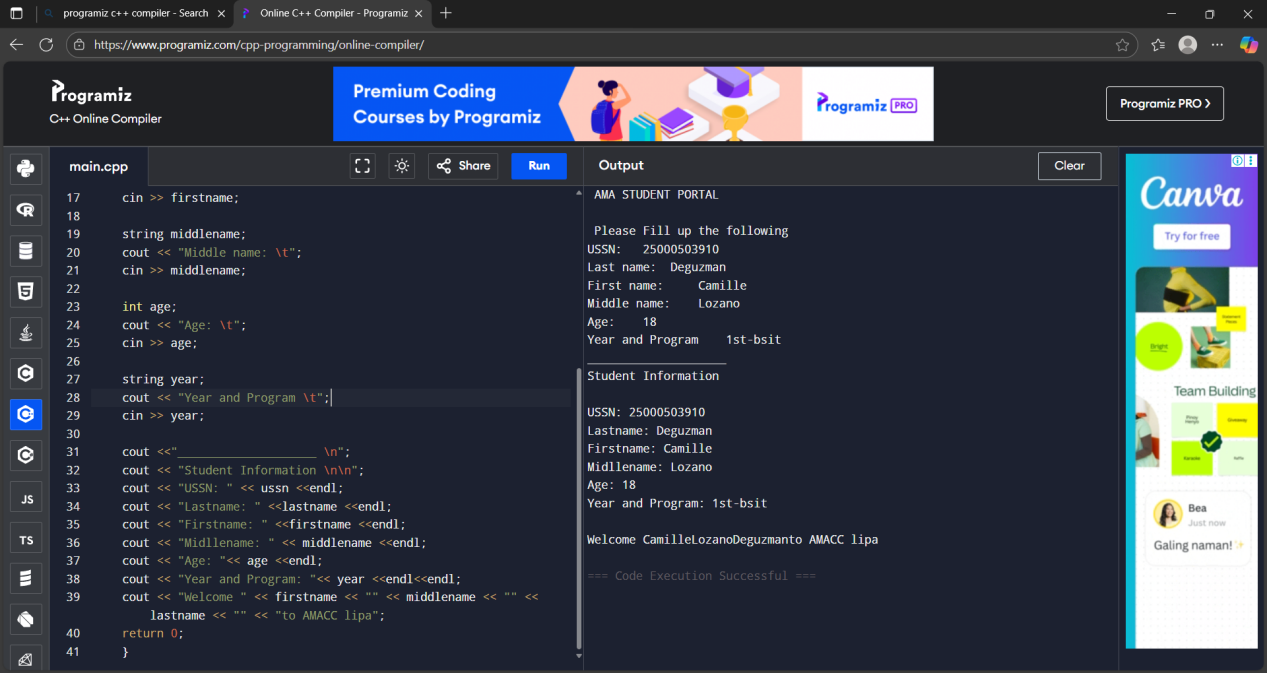 programiz c++ compiler - Search
Online C++ Compiler - Programiz
https://www.programiz.com/cpp-programming/online-compiler/
Programiz
C++ Online Compiler
Premium Coding
Courses by Programiz
Programiz PRO
Programiz PRO
main.cpp
Share
Run
17 cin >> firstname;
18
19 string middlename;
20 cout << "Middle name: \t";
21 cin >> middlename;
22
23 int age;
24 cout << "Age: \t";
25 cin >> age;
26
27 string year;
28 cout << "Year and Program \t";
29 cin >> year;
30
31 cout <<"____________________ \n";
32 cout << "Student Information \n\n";
33 cout << "USSN: " << ussn <<endl;
34 cout << "Lastname: " <<lastname <<endl;
35 cout << "Firstname: " <<firstname <<endl;
36 cout << "Midllename: " << middlename <<endl;
37 cout << "Age: "<< age <<endl;
38 cout << "Year and Program: "<< year <<endl<<endl;
39 cout << "Welcome " << firstname << "" << middlename << "" <<
lastname << "" << "to AMACC lipa";
40 return 0;
41 }
JS
TS
Output
Clear
AMA STUDENT PORTAL
Please Fill up the following
USSN: 25000503910
Last name: Deguzman
First name: Camille
Middle name: Lozano
Age: 18
Year and Program 1st-bsit
____________________
Student Information
USSN: 25000503910
Lastname: Deguzman
Firstname: Camille
Midllename: Lozano
Age: 18
Year and Program: 1st-bsit
Welcome CamilleLozanoDeguzmanto AMACC lipa
=== Code Execution Successful ===
Canva
Try for free
Bright
Team Building
Bea
Just now
Galing naman!✨